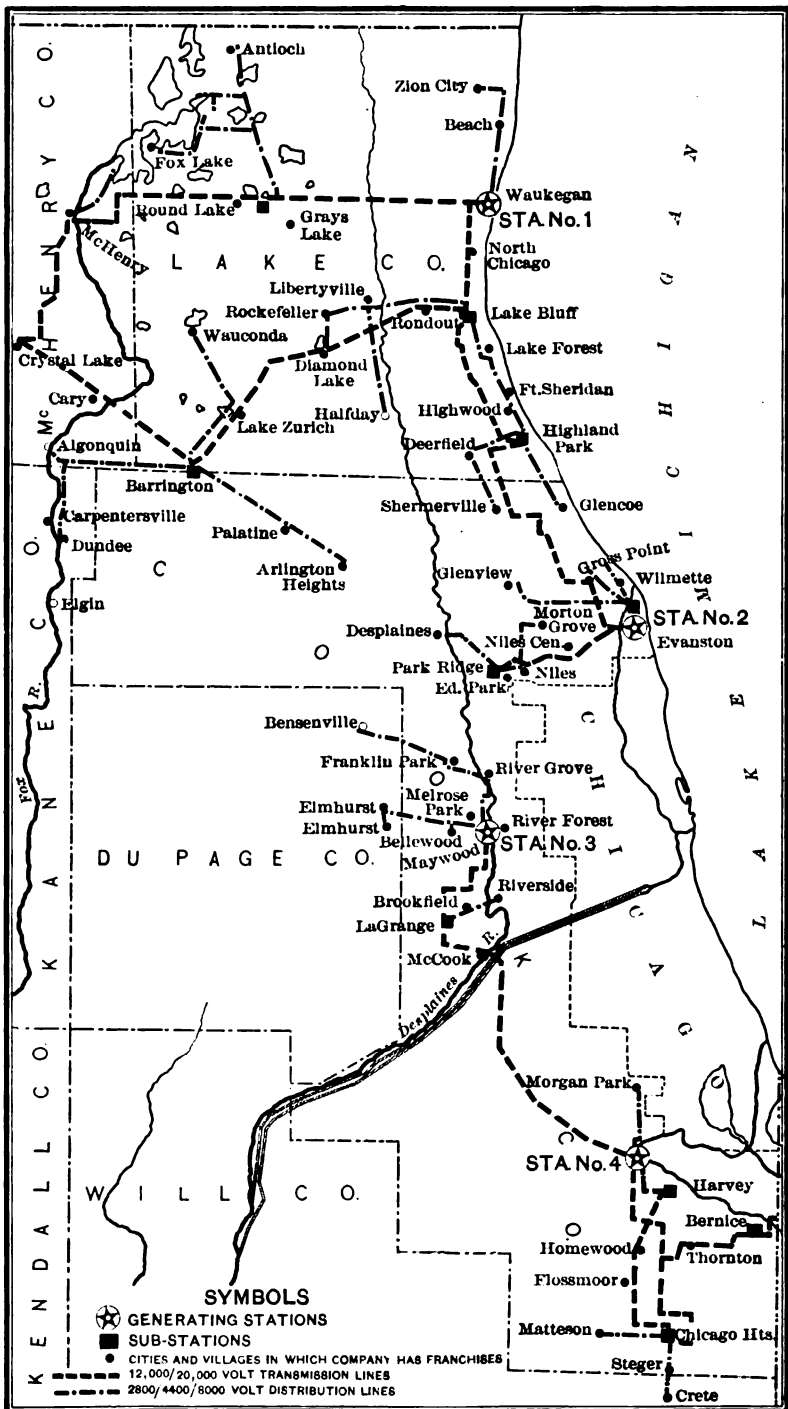 Antioch
Zion City
Beach
Fox Lake
Waukegan
STA. No. 1
Round Lake
Grays
Lake
McHenry
North
Chicago
LAKE CO.
McHENRY CO.
Libertyville
Rockefeller
Rondout
Lake Bluff
Wauconda
Crystal Lake
Diamond
Lake
Lake Forest
Ft. Sheridan
Cary
Lake Zurich
Halfday
Highwood
Highland
Park
Deerfield
Algonquin
Barrington
Shermerville
Glencoe
Carpentersville
Dundee
Palatine
Arlington
Heights
Elgin
Gross Point
Wilmette
Glenview
Morton
Grove
STA. No. 2
Evanston
Desplaines
Niles Cen.
Park Ridge
Niles
Ed. Park
Fox R.
KANE CO.
LAKE MICHIGAN
COOK CO.
CHICAGO
Bensenville
Franklin Park
River Grove
Melrose
Park
Elmhurst
Elmhurst
Bellewood
River Forest
STA. No. 3
Maywood
DU PAGE CO.
Riverside
Brookfield
LaGrange
McCook
Desplaines R.
Morgan Park
STA. No. 4
Harvey
Bernice
Homewood
Thornton
Flossmoor
Matteson
Chicago Hts.
Steger
Crete
WILL CO.
KENDALL CO.
SYMBOLS
GENERATING STATIONS
SUB-STATIONS
CITIES AND VILLAGES IN WHICH COMPANY HAS FRANCHISES
12,000/20,000 VOLT TRANSMISSION LINES
2800/4400/8000 VOLT DISTRIBUTION LINES